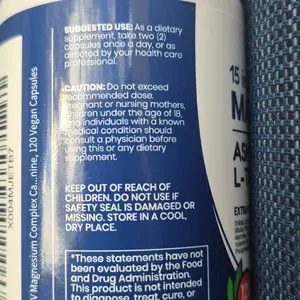 SUGGESTED USE: As a dietary
supplement, take two (2)
capsules once a day, or as
directed by your health care
professional.
CAUTION: Do not exceed
recommended dose.
Pregnant or nursing mothers,
children under the age of 18,
and individuals with a known
medical condition should
consult a physician before
using this or any dietary
supplement.
KEEP OUT OF REACH OF
CHILDREN. DO NOT USE IF
SAFETY SEAL IS DAMAGED OR
MISSING. STORE IN A COOL,
DRY PLACE.
*These statements have not
been evaluated by the Food
and Drug Administration.
This product is not intended
to diagnose, treat, cure, or
V Magnesium Complex Ca...nine, 120 Vegan Capsules
15